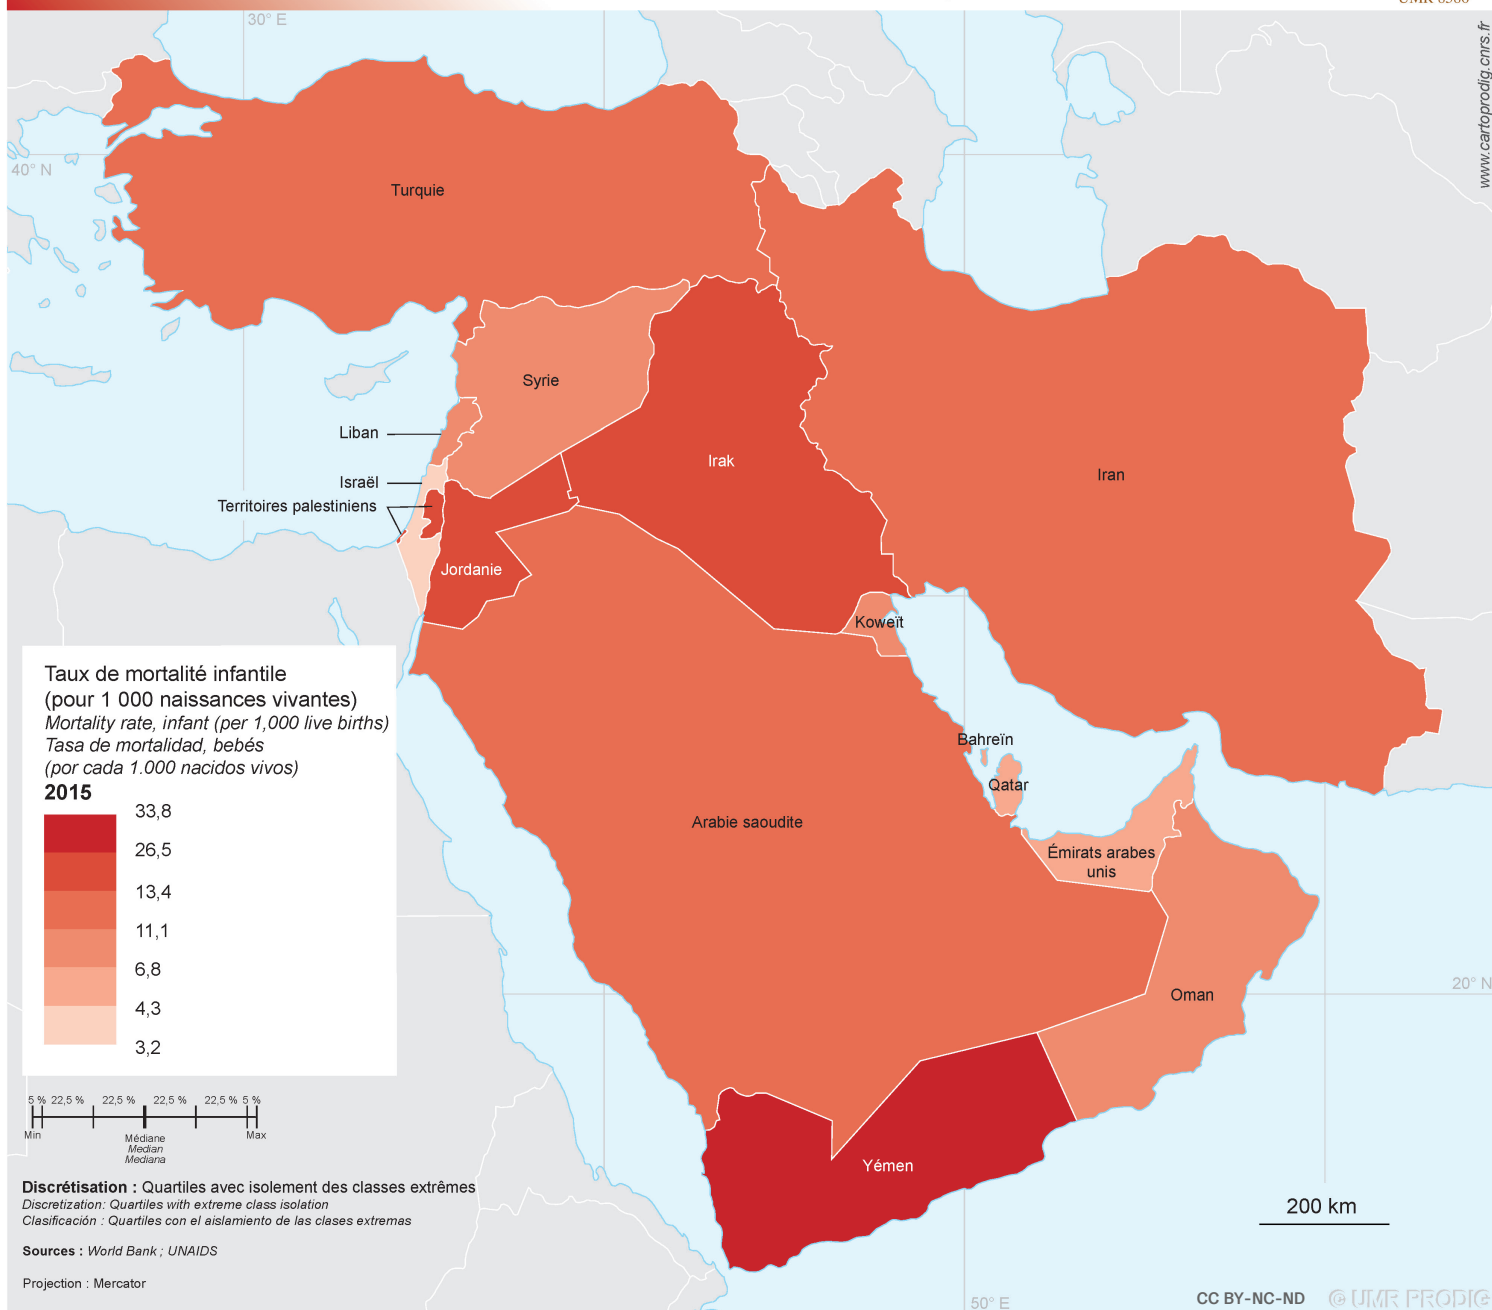 30° E
www.cartoprodig.cnrs.fr
40° N
Turquie
Syrie
Liban
Irak
Iran
Israël
Territoires palestiniens
Jordanie
Koweït
Taux de mortalité infantile
(pour 1 000 naissances vivantes)
Mortality rate, infant (per 1,000 live births)
Tasa de mortalidad, bebés
(por cada 1.000 nacidos vivos)
2015
33,8
26,5
13,4
11,1
6,8
4,3
3,2
Bahreïn
Qatar
Arabie saoudite
Émirats arabes
unis
Oman
20° N
Yémen
5 % 22,5 % 22,5 % 22,5 % 22,5 % 5 %
Min
Max
Médiane
Median
Mediana
Discrétisation : Quartiles avec isolement des classes extrêmes
Discretization: Quartiles with extreme class isolation
Clasificación : Quartiles con el aislamiento de las clases extremas
Sources : World Bank ; UNAIDS
Projection : Mercator
200 km
50° E
CC BY-NC-ND © UMR PRODIG